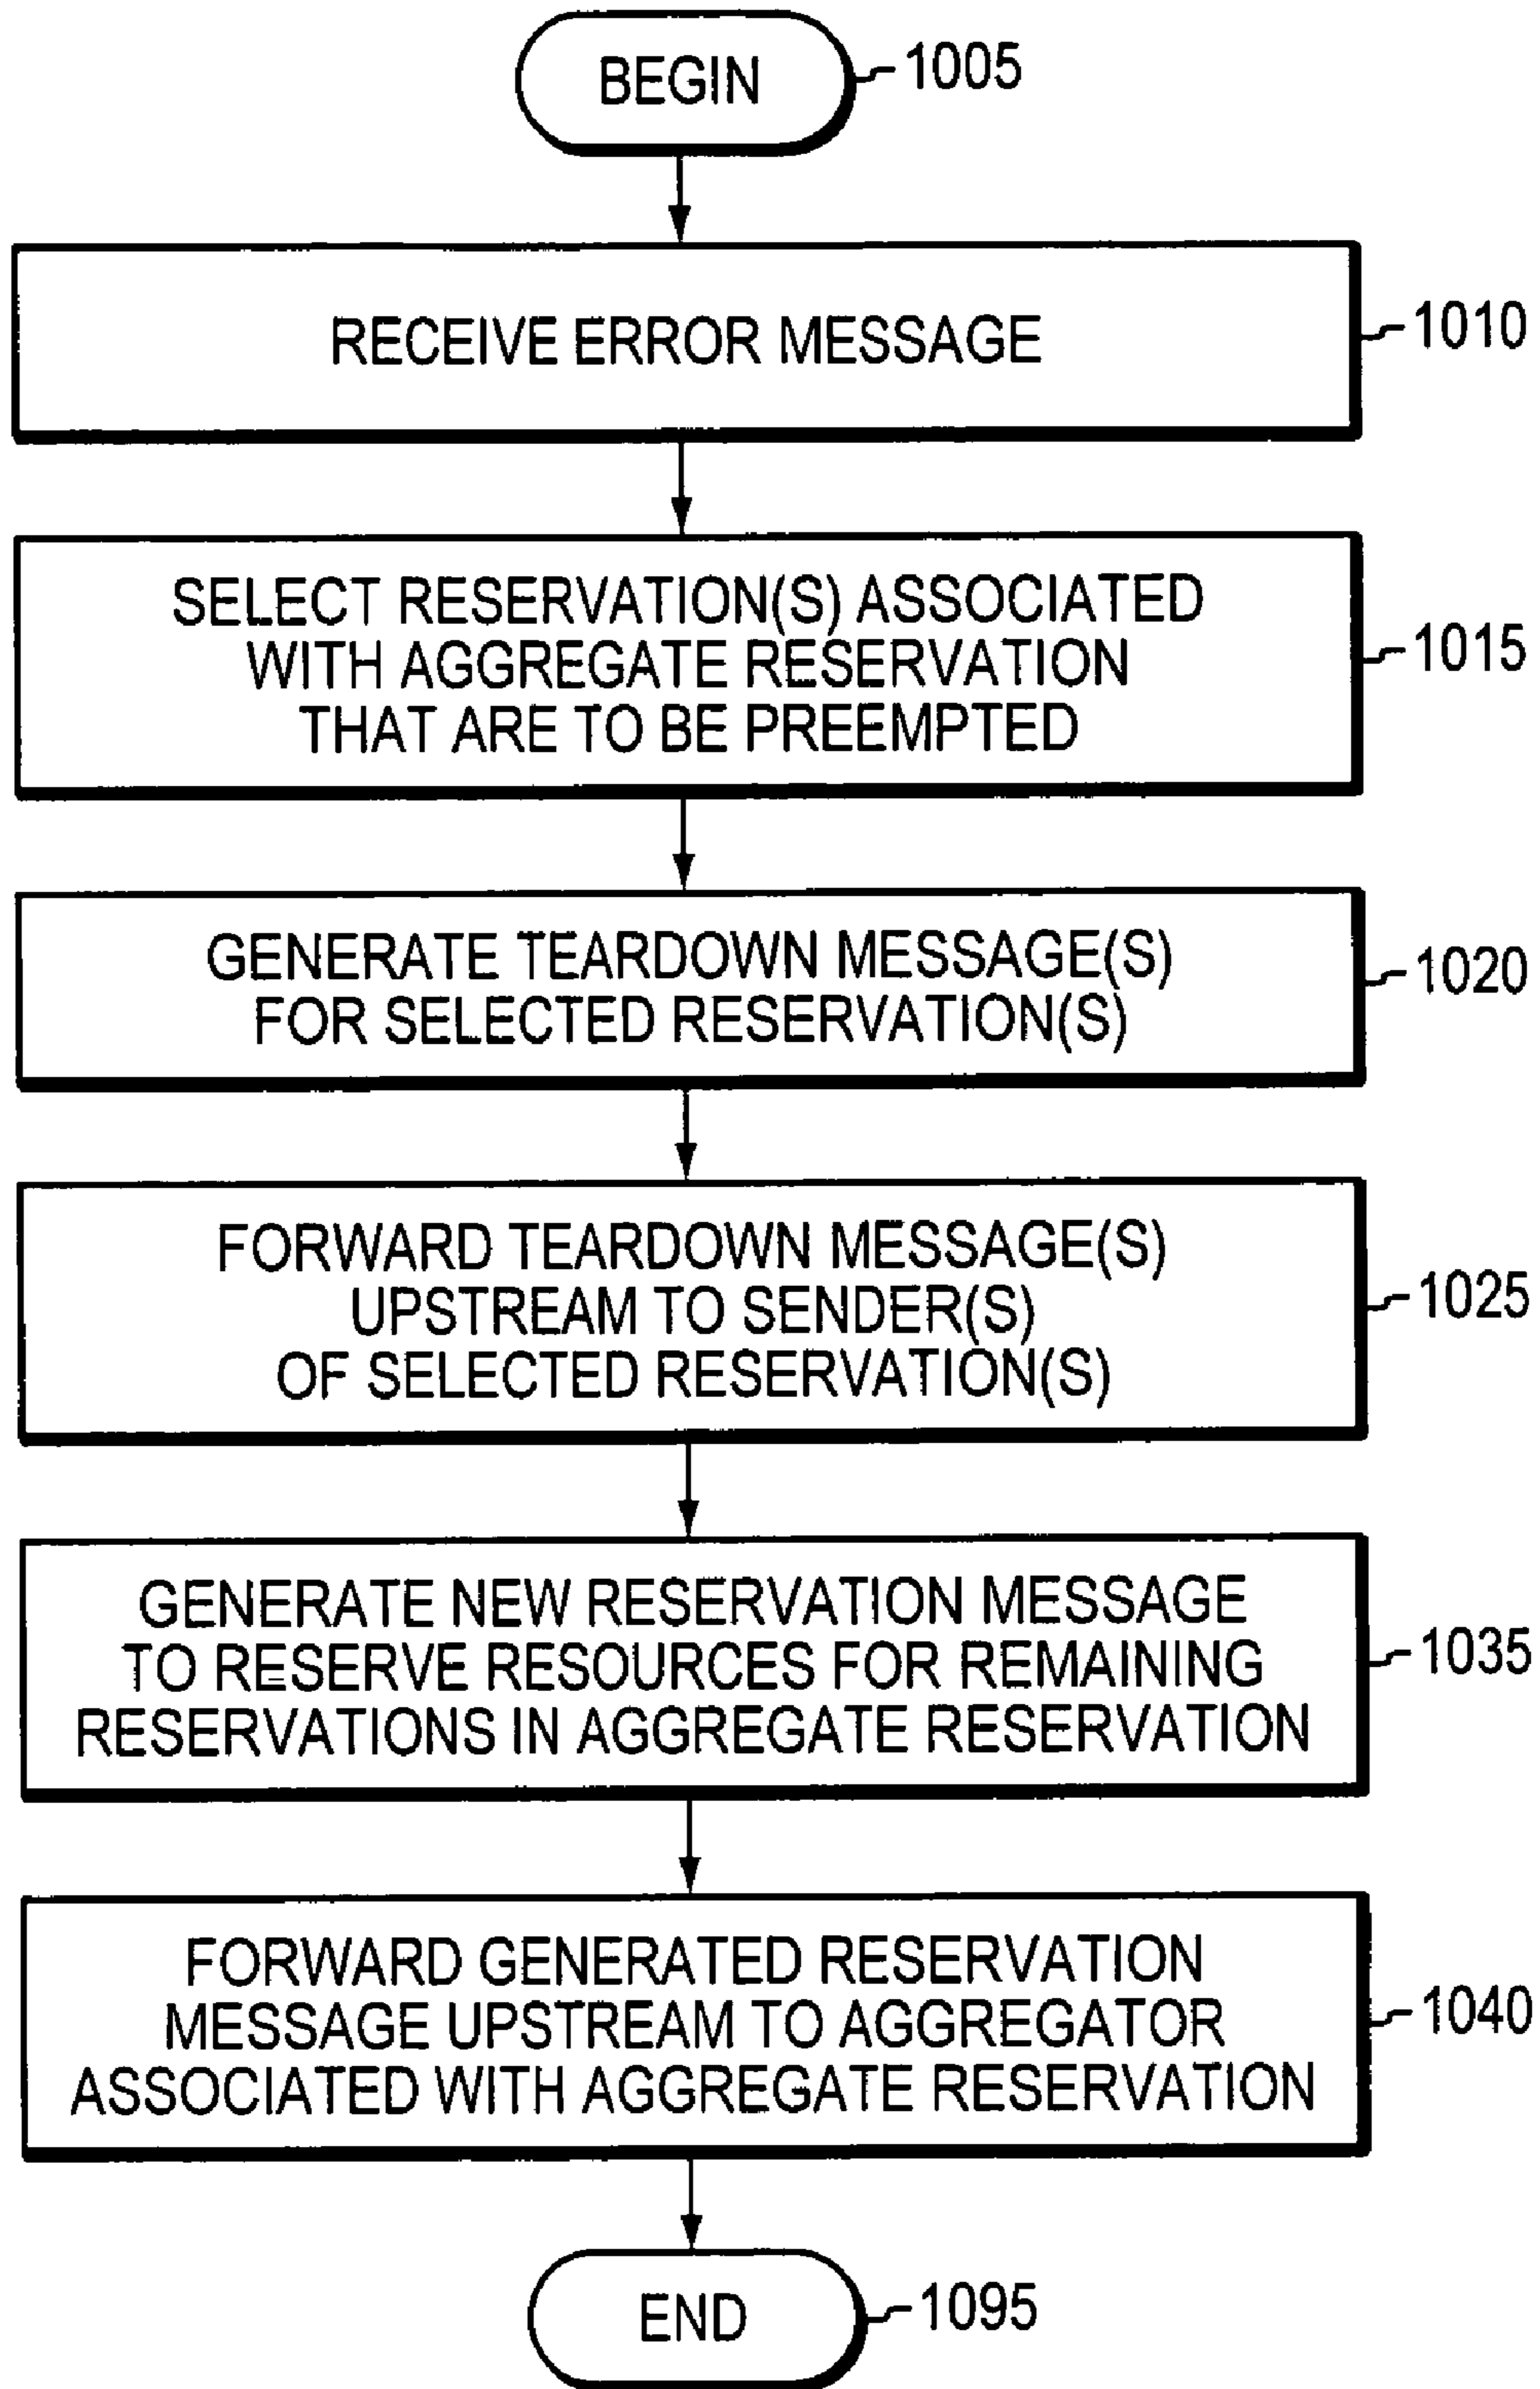 BEGIN
1005
RECEIVE ERROR MESSAGE
1010
SELECT RESERVATION(S) ASSOCIATED
WITH AGGREGATE RESERVATION
THAT ARE TO BE PREEMPTED
1015
GENERATE TEARDOWN MESSAGE(S)
FOR SELECTED RESERVATION(S)
1020
FORWARD TEARDOWN MESSAGE(S)
UPSTREAM TO SENDER(S)
OF SELECTED RESERVATION(S)
1025
GENERATE NEW RESERVATION MESSAGE
TO RESERVE RESOURCES FOR REMAINING
RESERVATIONS IN AGGREGATE RESERVATION
1035
FORWARD GENERATED RESERVATION
MESSAGE UPSTREAM TO AGGREGATOR
ASSOCIATED WITH AGGREGATE RESERVATION
1040
END
1095